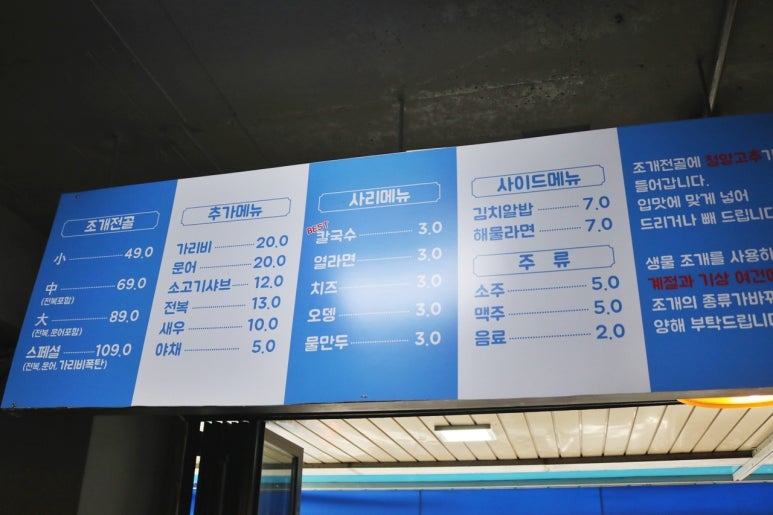 조개전골
小 49.0
中 69.0
(전복포함)
大 89.0
(전복,문어포함)
스페셜 109.0
(전복,문어,가리비폭탄)
추가메뉴
가리비 20.0
문어 20.0
소고기샤브 12.0
전복 13.0
새우 10.0
야채 5.0
사리메뉴
BEST
칼국수 3.0
열라면 3.0
치즈 3.0
오뎅 3.0
물만두 3.0
사이드메뉴
김치알밥 7.0
해물라면 7.0
주 류
소주 5.0
맥주 5.0
음료 2.0
조개전골에 청양고추가
들어갑니다.
입맛에 맞게 넣어
드리거나 빼 드립니다
생물 조개를 사용하
계절과 기상 여건에
조개의 종류가바뀌
양해 부탁드립니다